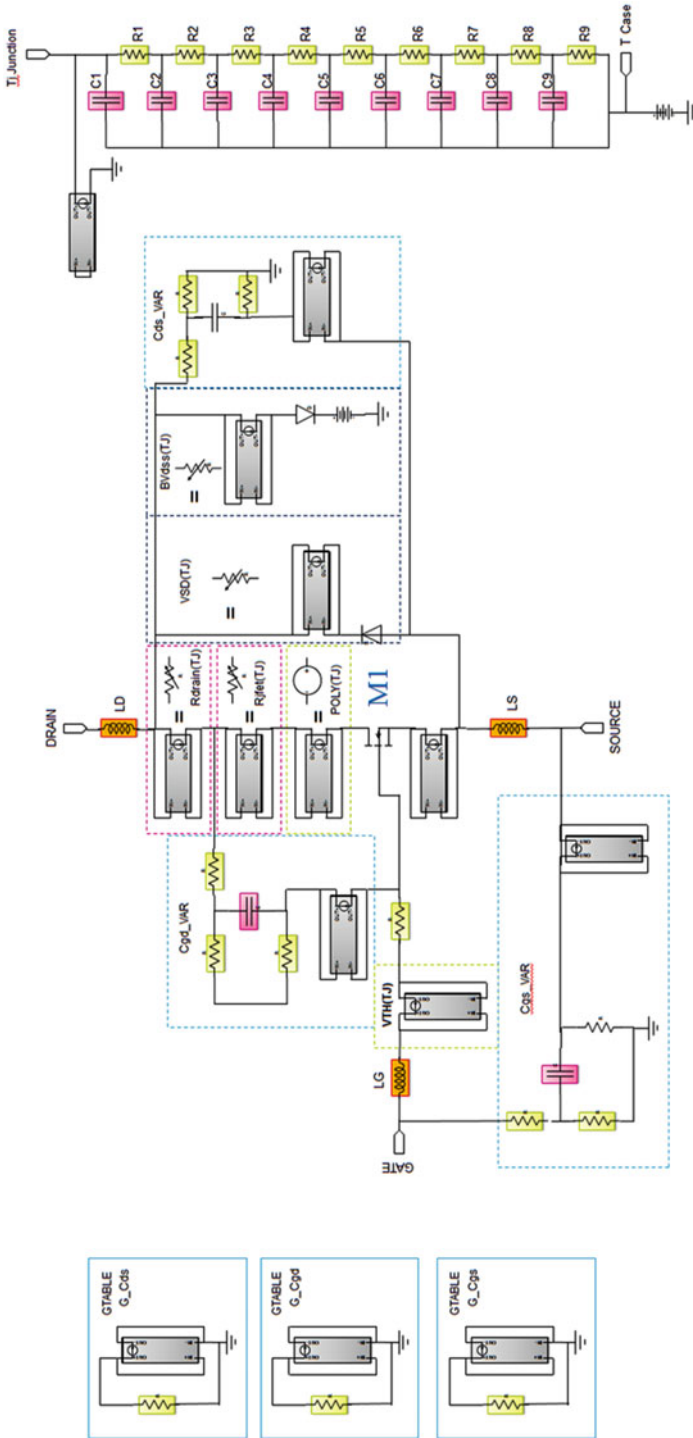 Tj Junction
R1
R2
R3
R4
R5
R6
R7
R8
R9
C1
C2
C3
C4
C5
C6
C7
C8
C9
T Case
Cds_VAR
BVdss(TJ)
=
VSD(TJ)
=
DRAIN
LD
=
Rdrain(TJ)
=
Rjfet(TJ)
=
POLY(TJ)
M1
LS
SOURCE
Cgd_VAR
VTH(TJ)
LG
GATE
Cgs_VAR
GTABLE
G_Cds
GTABLE
G_Cgd
GTABLE
G_Cgs